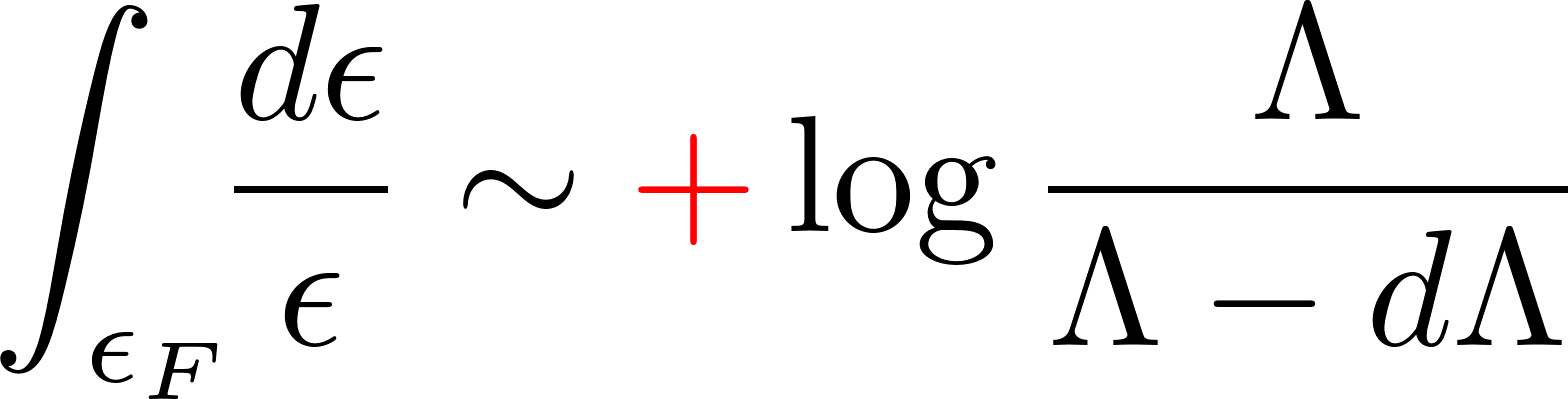 ∫_{ϵ_F} dϵ/ϵ ∼ + log Λ/(Λ − dΛ)